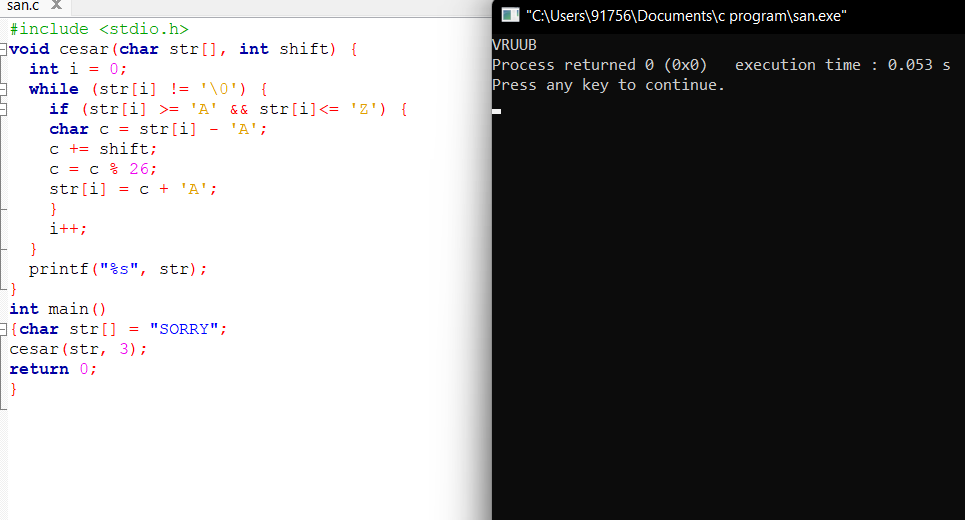 san.c
#include <stdio.h>
void cesar(char str[], int shift) {
int i = 0;
while (str[i] != '\0') {
if (str[i] >= 'A' && str[i]<= 'Z') {
char c = str[i] - 'A';
c += shift;
c = c % 26;
str[i] = c + 'A';
}
i++;
}
printf("%s", str);
}
int main()
{char str[] = "SORRY";
cesar(str, 3);
return 0;
}
"C:\Users\91756\Documents\c program\san.exe"
VRUUB
Process returned 0 (0x0)   execution time : 0.053 s
Press any key to continue.